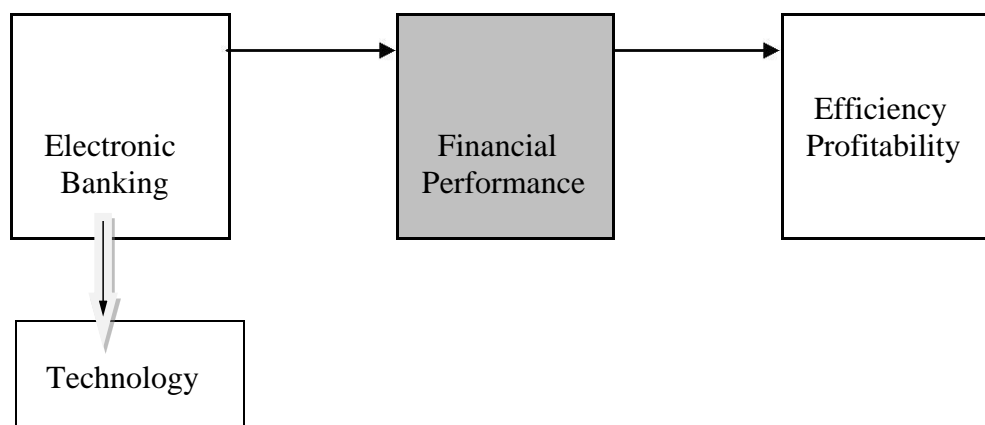 Electronic
Banking
Financial
Performance
Efficiency
Profitability
Technology